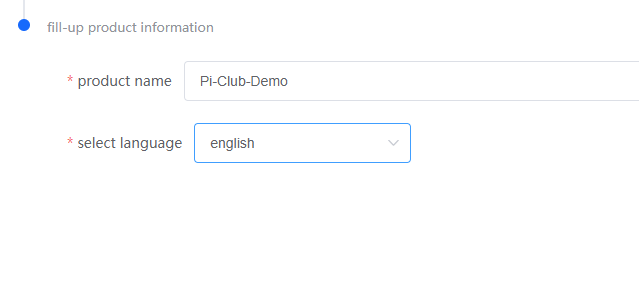 fill-up product information
* product name Pi-Club-Demo
* select language english